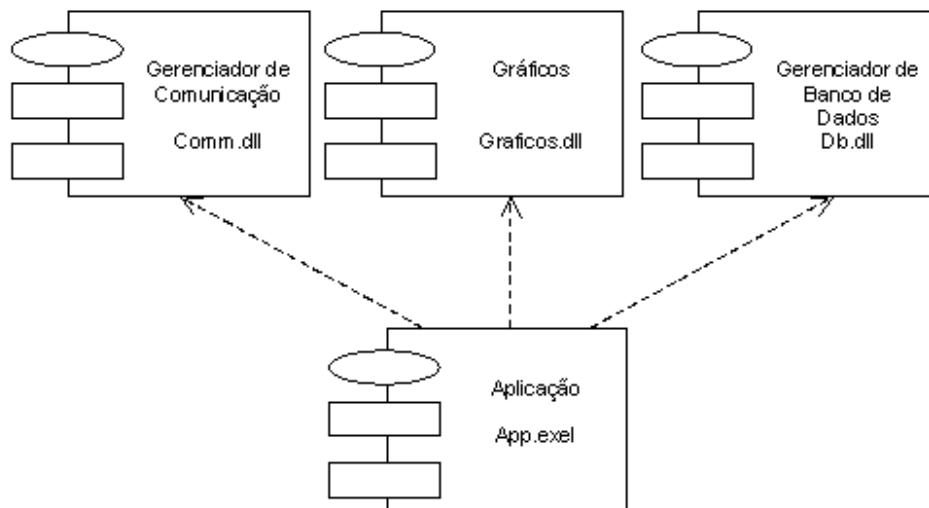 Gerenciador de
Comunicação
Comm.dll
Gráficos
Graficos.dll
Gerenciador de
Banco de
Dados
Db.dll
Aplicação
App.exel